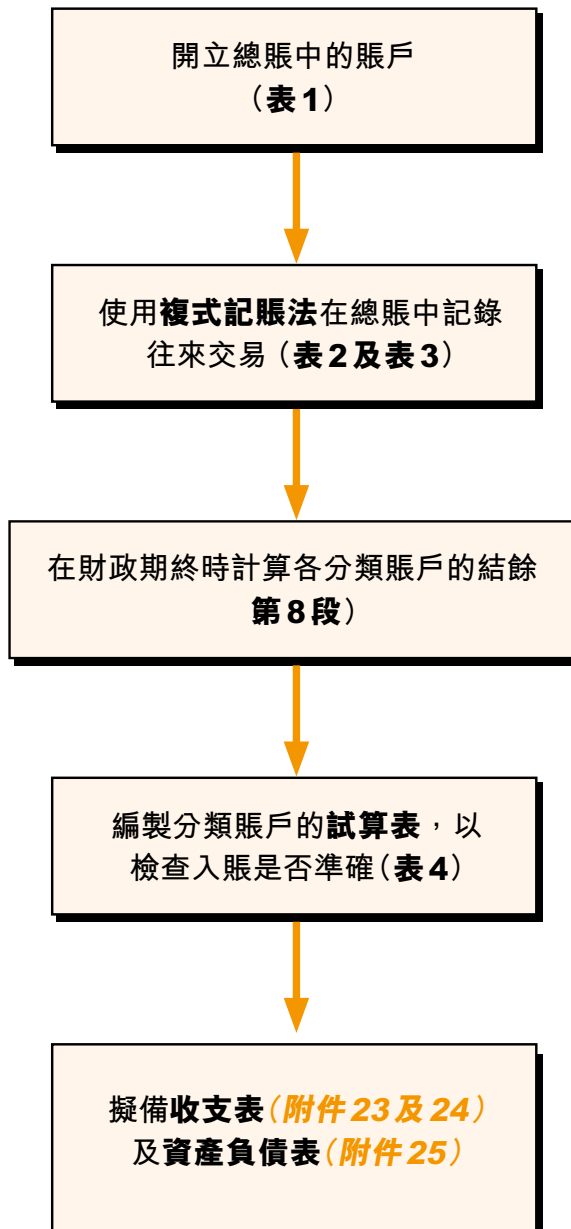 開立總賬中的賬戶
（表1）
使用複式記賬法在總賬中記錄
往來交易（表2及表3）
在財政期終時計算各分類賬戶的結餘
第8段）
編製分類賬戶的試算表，以
檢查入賬是否準確（表4）
擬備收支表（附件23及24）
及資產負債表（附件25）